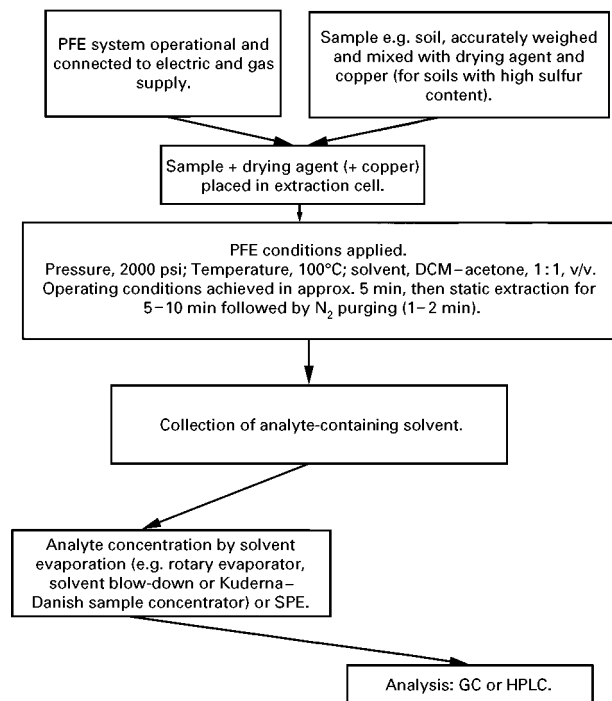 PFE system operational and
connected to electric and gas
supply.
Sample e.g. soil, accurately weighed
and mixed with drying agent and
copper (for soils with high sulfur
content).
Sample + drying agent (+ copper)
placed in extraction cell.
PFE conditions applied.
Pressure, 2000 psi; Temperature, 100°C; solvent, DCM–acetone, 1:1, v/v.
Operating conditions achieved in approx. 5 min, then static extraction for
5–10 min followed by N₂ purging (1–2 min).
Collection of analyte-containing solvent.
Analyte concentration by solvent
evaporation (e.g. rotary evaporator,
solvent blow-down or Kuderna–
Danish sample concentrator) or SPE.
Analysis: GC or HPLC.